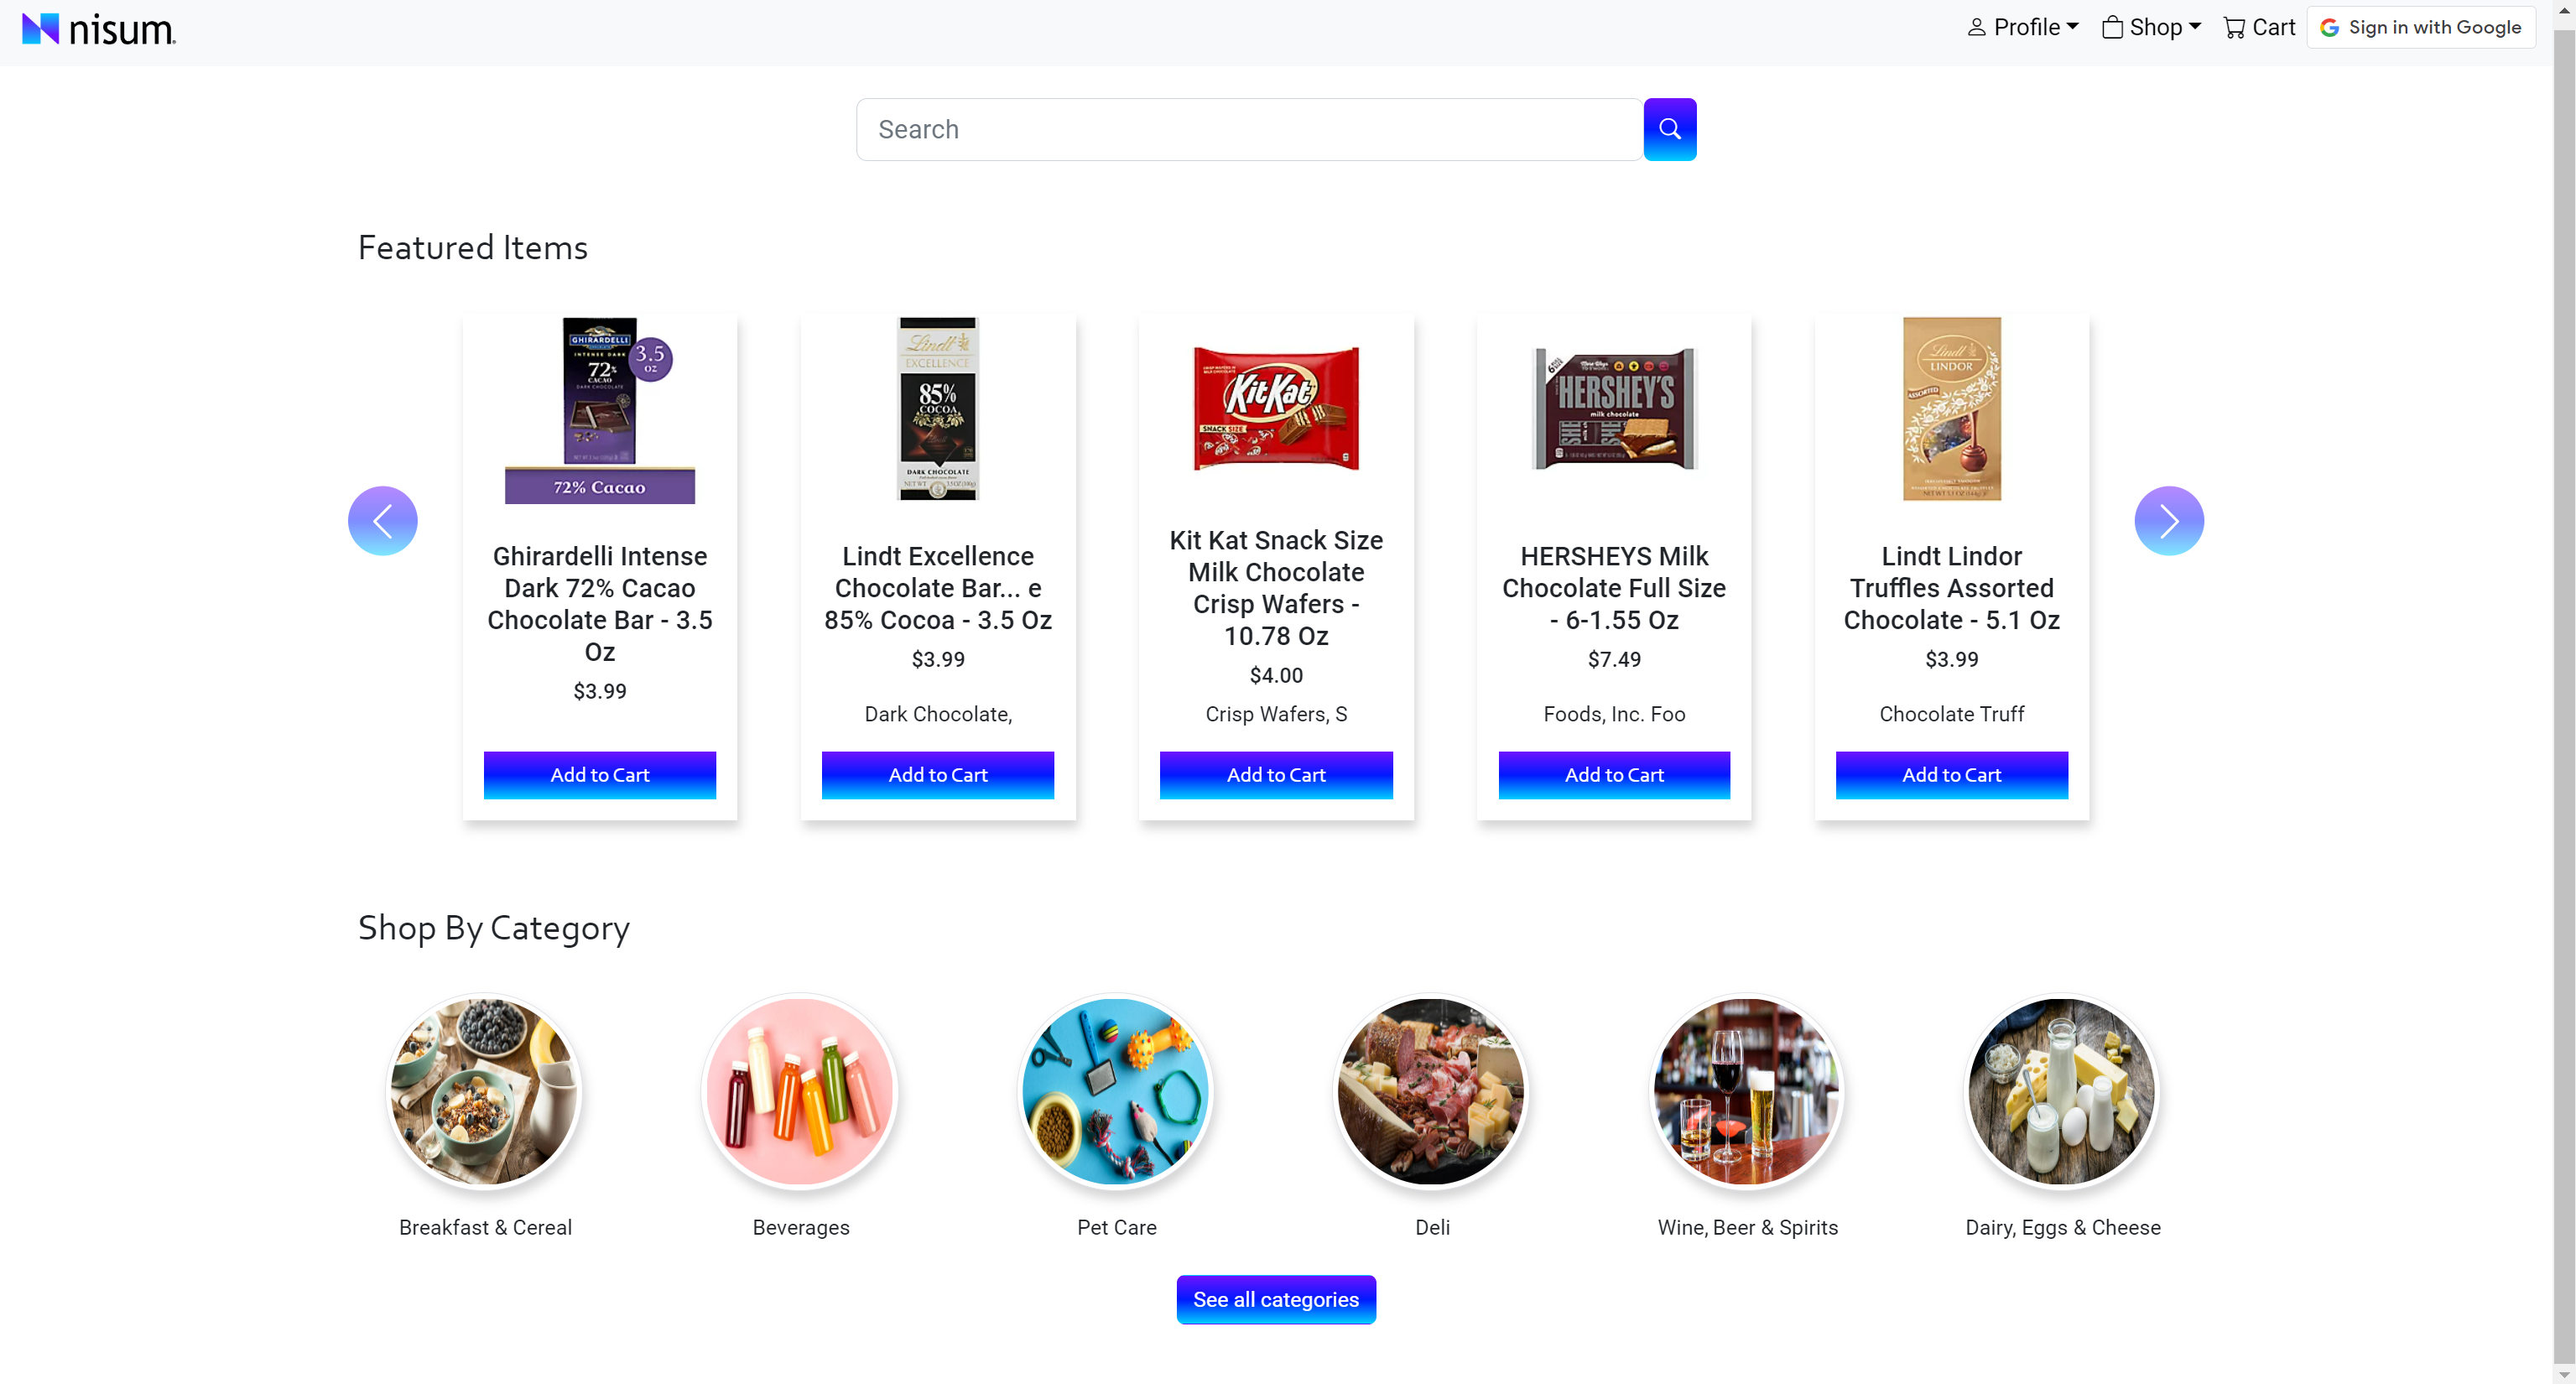 nisum
Profile
Shop
Cart
Sign in with Google
Search
Featured Items
GHIRARDELLI
INTENSE DARK
72%
CACAO
DARK CHOCOLATE
3.5
oz
72% Cacao
Ghirardelli Intense
Dark 72% Cacao
Chocolate Bar - 3.5
Oz
$3.99
Add to Cart
Lindt
EXCELLENCE
85%
COCOA
DARK CHOCOLATE
Lindt Excellence
Chocolate Bar... e
85% Cocoa - 3.5 Oz
$3.99
Dark Chocolate,
Add to Cart
KitKat
SNACK SIZE
Kit Kat Snack Size
Milk Chocolate
Crisp Wafers -
10.78 Oz
$4.00
Crisp Wafers, S
Add to Cart
HERSHEY'S
milk chocolate
HERSHEYS Milk
Chocolate Full Size
- 6-1.55 Oz
$7.49
Foods, Inc. Foo
Add to Cart
Lindt
LINDOR
ASSORTED
Lindt Lindor
Truffles Assorted
Chocolate - 5.1 Oz
$3.99
Chocolate Truff
Add to Cart
Shop By Category
Breakfast & Cereal
Beverages
Pet Care
Deli
Wine, Beer & Spirits
Dairy, Eggs & Cheese
See all categories